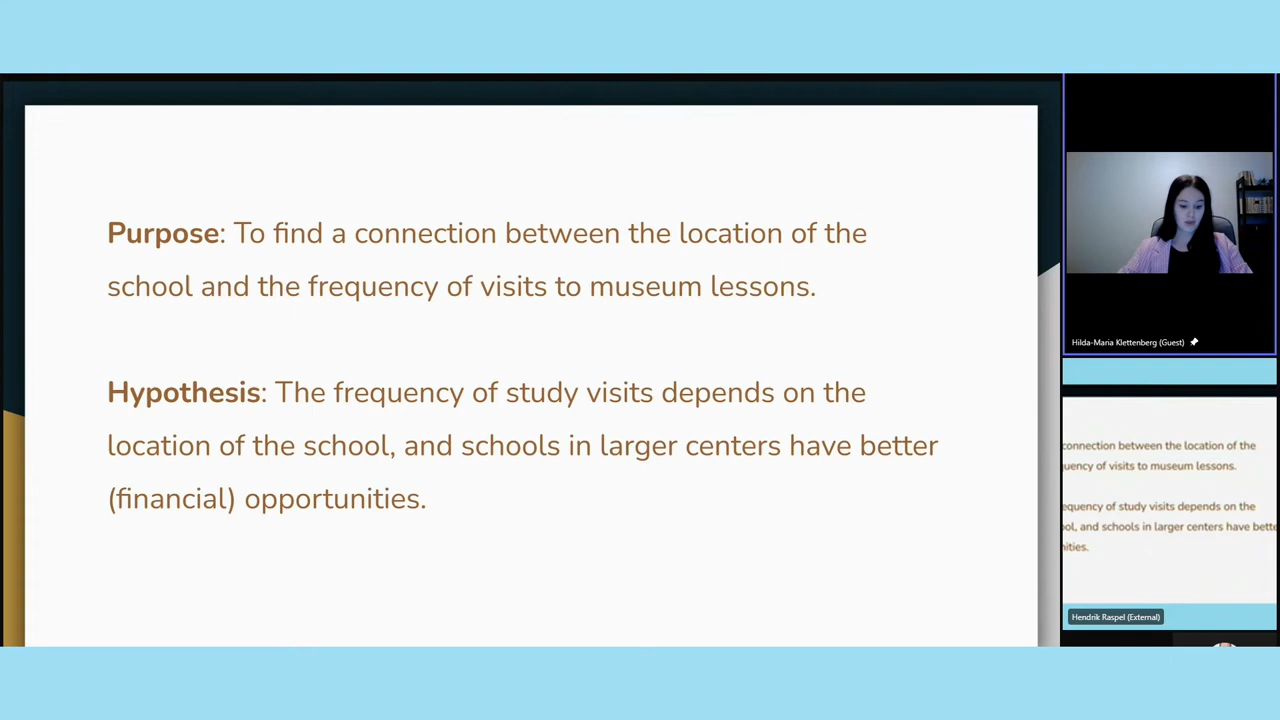 Purpose: To find a connection between the location of the
school and the frequency of visits to museum lessons.
Hypothesis: The frequency of study visits depends on the
location of the school, and schools in larger centers have better
(financial) opportunities.
Hilda-Maria Klettenberg (Guest)
connection between the location of the
uency of visits to museum lessons.
equency of study visits depends on the
ol, and schools in larger centers have bette
nities.
Hendrik Raspel (External)